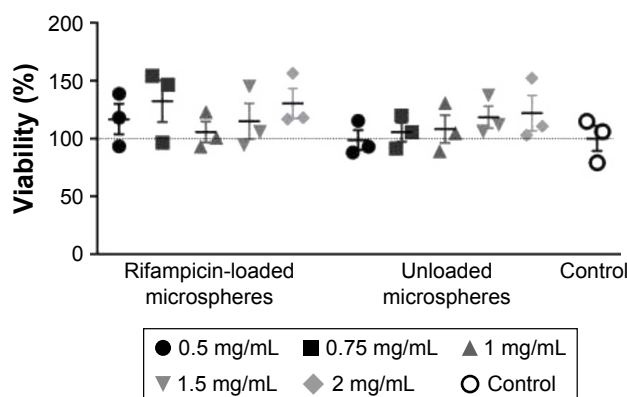 Viability (%)
200
150
100
50
0
Rifampicin-loaded
microspheres
Unloaded
microspheres
Control
0.5 mg/mL
0.75 mg/mL
1 mg/mL
1.5 mg/mL
2 mg/mL
Control